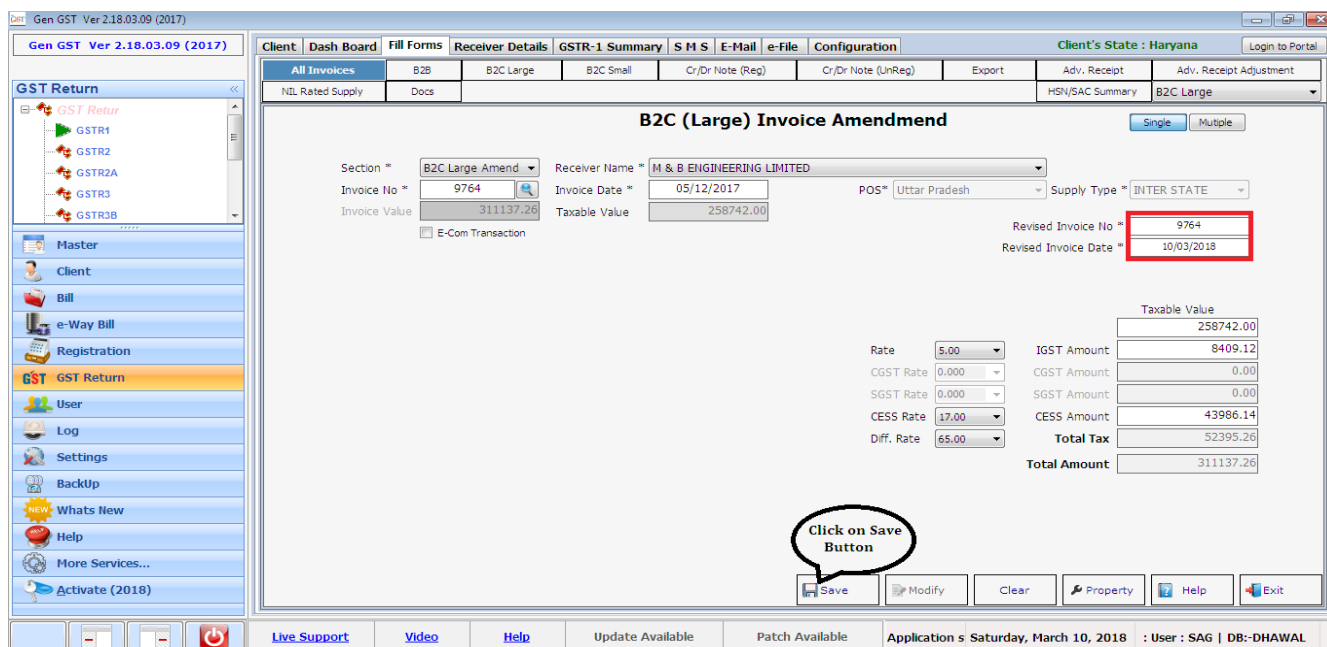 GST Gen GST Ver 2.18.03.09 (2017)
Gen GST Ver 2.18.03.09 (2017)
Client Dash Board Fill Forms Receiver Details GSTR-1 Summary S M S E-Mail e-File Configuration Client's State : Haryana Login to Portal
All Invoices B2B B2C Large B2C Small Cr/Dr Note (Reg) Cr/Dr Note (UnReg) Export Adv. Receipt Adv. Receipt Adjustment
NIL Rated Supply Docs HSN/SAC Summary B2C Large
GST Return
GST Retur
GSTR1
GSTR2
GSTR2A
GSTR3
GSTR3B
Master
Client
Bill
e-Way Bill
Registration
GST GST Return
User
Log
Settings
BackUp
NEW Whats New
HELP Help
More Services...
Activate (2018)
B2C (Large) Invoice Amendmend
Single Mutiple
Section * B2C Large Amend Receiver Name * M & B ENGINEERING LIMITED
Invoice No * 9764 Invoice Date * 05/12/2017 POS* Uttar Pradesh Supply Type * INTER STATE
Invoice Value 311137.26 Taxable Value 258742.00
E-Com Transaction
Revised Invoice No * 9764
Revised Invoice Date * 10/03/2018
Taxable Value
258742.00
Rate 5.00 IGST Amount 8409.12
CGST Rate 0.000 CGST Amount 0.00
SGST Rate 0.000 SGST Amount 0.00
CESS Rate 17.00 CESS Amount 43986.14
Diff. Rate 65.00 Total Tax 52395.26
Total Amount 311137.26
Click on Save
Button
Save Modify Clear Property Help Exit
Live Support Video Help Update Available Patch Available Application s Saturday, March 10, 2018 : User : SAG | DB:-DHAWAL